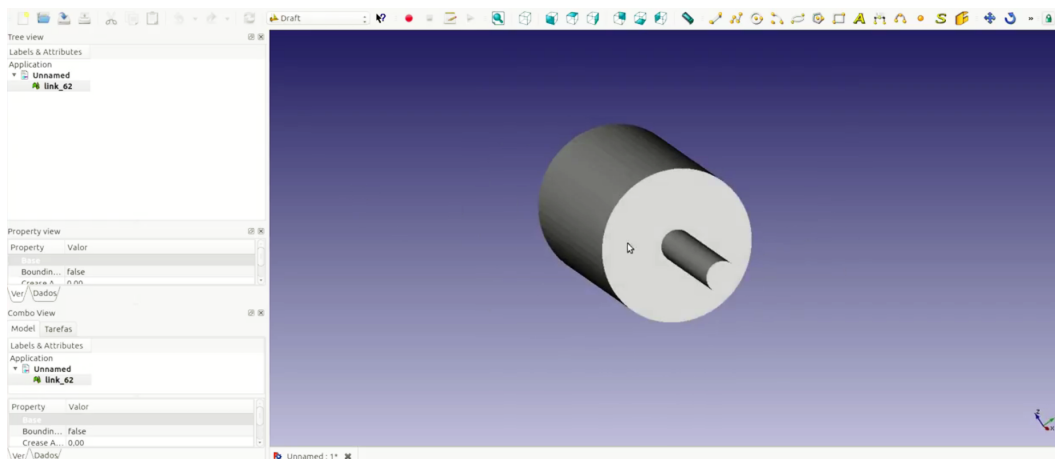 Draft
Tree view
Labels & Attributes
Application
Unnamed
link_62
Property view
Property Valor
Base
Boundin... false
Crease A... 0,00
Ver Dados
Combo View
Model Tarefas
Labels & Attributes
Application
Unnamed
link_62
Property Valor
Base
Boundin... false
Crease A... 0,00
Ver Dados
Unnamed : 1*
Z
X